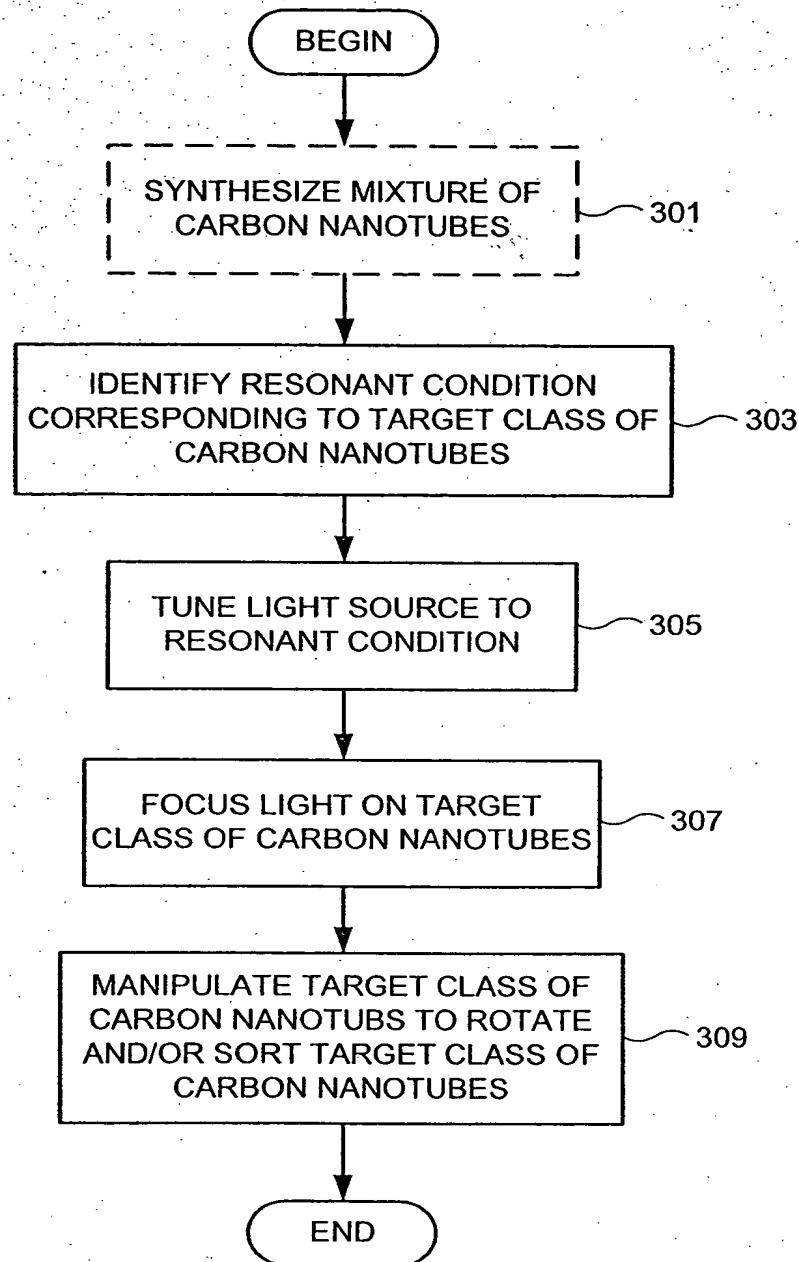 BEGIN
SYNTHESIZE MIXTURE OF
CARBON NANOTUBES
301
IDENTIFY RESONANT CONDITION
CORRESPONDING TO TARGET CLASS OF
CARBON NANOTUBES
303
TUNE LIGHT SOURCE TO
RESONANT CONDITION
305
FOCUS LIGHT ON TARGET
CLASS OF CARBON NANOTUBES
307
MANIPULATE TARGET CLASS OF
CARBON NANOTUBS TO ROTATE
AND/OR SORT TARGET CLASS OF
CARBON NANOTUBES
309
END